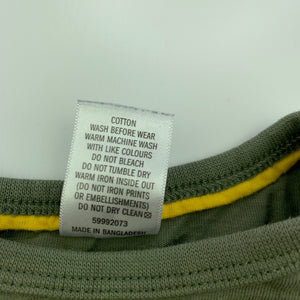 COTTON
WASH BEFORE WEAR
WARM MACHINE WASH
WITH LIKE COLOURS
DO NOT BLEACH
DO NOT TUMBLE DRY
WARM IRON INSIDE OUT
(DO NOT IRON PRINTS
OR EMBELLISHMENTS)
DO NOT DRY CLEAN
59992073
MADE IN BANGLADESH